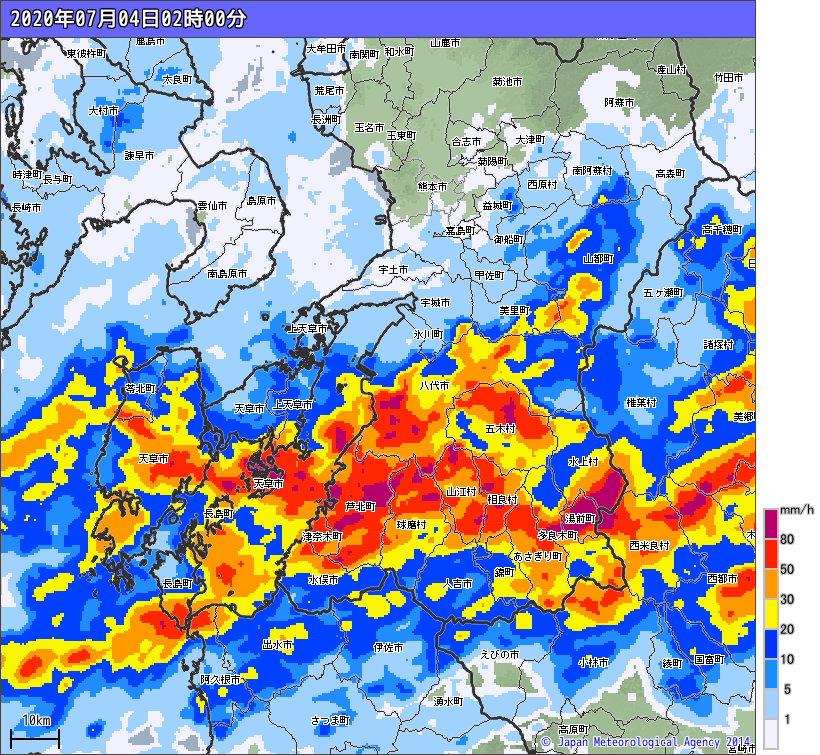 2020年07月04日02時00分
鹿島市
大牟田市
南関町
和水町
山鹿市
東彼杵町
太良町
荒尾市
菊池市
産山村
竹田市
阿蘇市
大村市
長洲町
玉名市
玉東町
合志市
大津町
諫早市
菊陽町
時津町
長与町
熊本市
西原村
南阿蘇村
高森町
長崎市
雲仙市
島原市
益城町
嘉島町
御船町
高千穂町
山都町
南島原市
宇土市
甲佐町
日
五ヶ瀬町
宇城市
美里町
上天草市
氷川町
諸塚村
苓北町
八代市
天草市
上天草市
椎葉村
美郷
五木村
天草市
水上村
天草市
山江村
相良村
長島町
芦北町
湯前町
球磨村
津奈木町
多良木町
木
西米良村
あさぎり町
長島町
水俣市
人吉市
錦町
西都市
出水市
伊佐市
えびの市
小林市
綾町
国富町
阿久根市
湧水町
さつま町
高原町
宮崎市
10km
© Japan Meteorological Agency 2014
mm/h
80
50
30
20
10
5
1